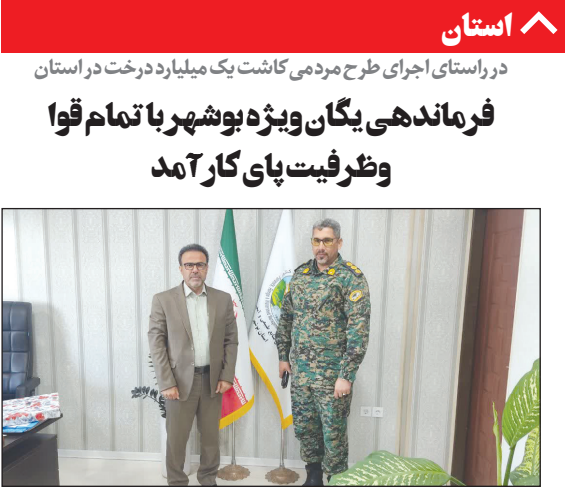 استان
در راستای اجرای طرح مردمی کاشت یک میلیارد درخت در استان
فرماندهی یگان ویژه بوشهر با تمام قوا
وظرفیت پای کار آمد